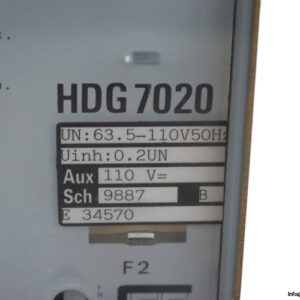 HDG 7020
UN:63.5-110V50Hz
Uinh:0.2UN
Aux 110 V=
Sch 9887 B
E 34570
F2